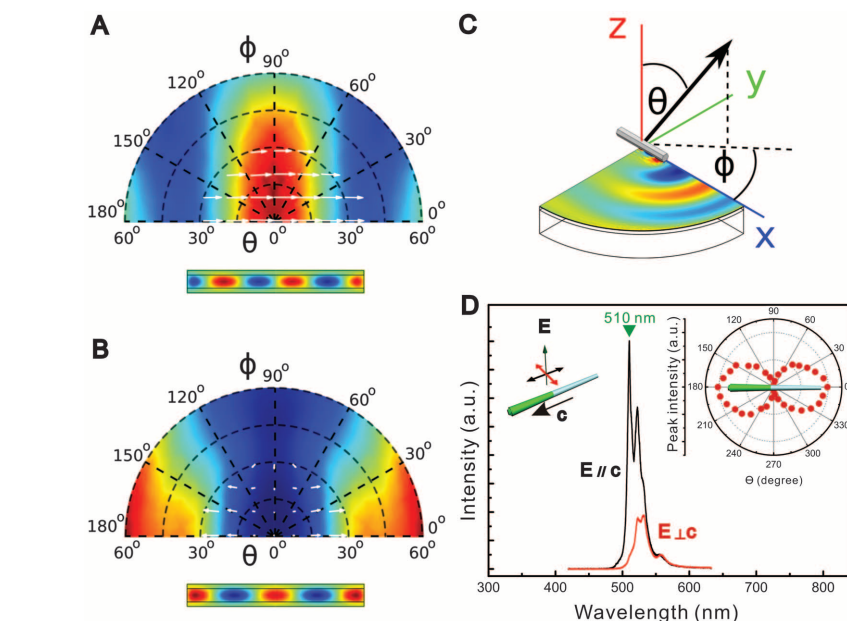 A
ϕ
90°
120°
60°
150°
30°
180°
0°
60°
30°
θ
0°
30°
60°
B
ϕ
90°
120°
60°
150°
30°
180°
0°
60°
30°
θ
0°
30°
60°
C
z
θ
y
ϕ
x
D
510 nm
E
c
E // c
E ⊥ c
Intensity (a.u.)
300 400 500 600 700 800
Wavelength (nm)
Peak intensity (a.u.)
90
120
60
150
30
180
0
210
330
240
300
270
Θ (degree)